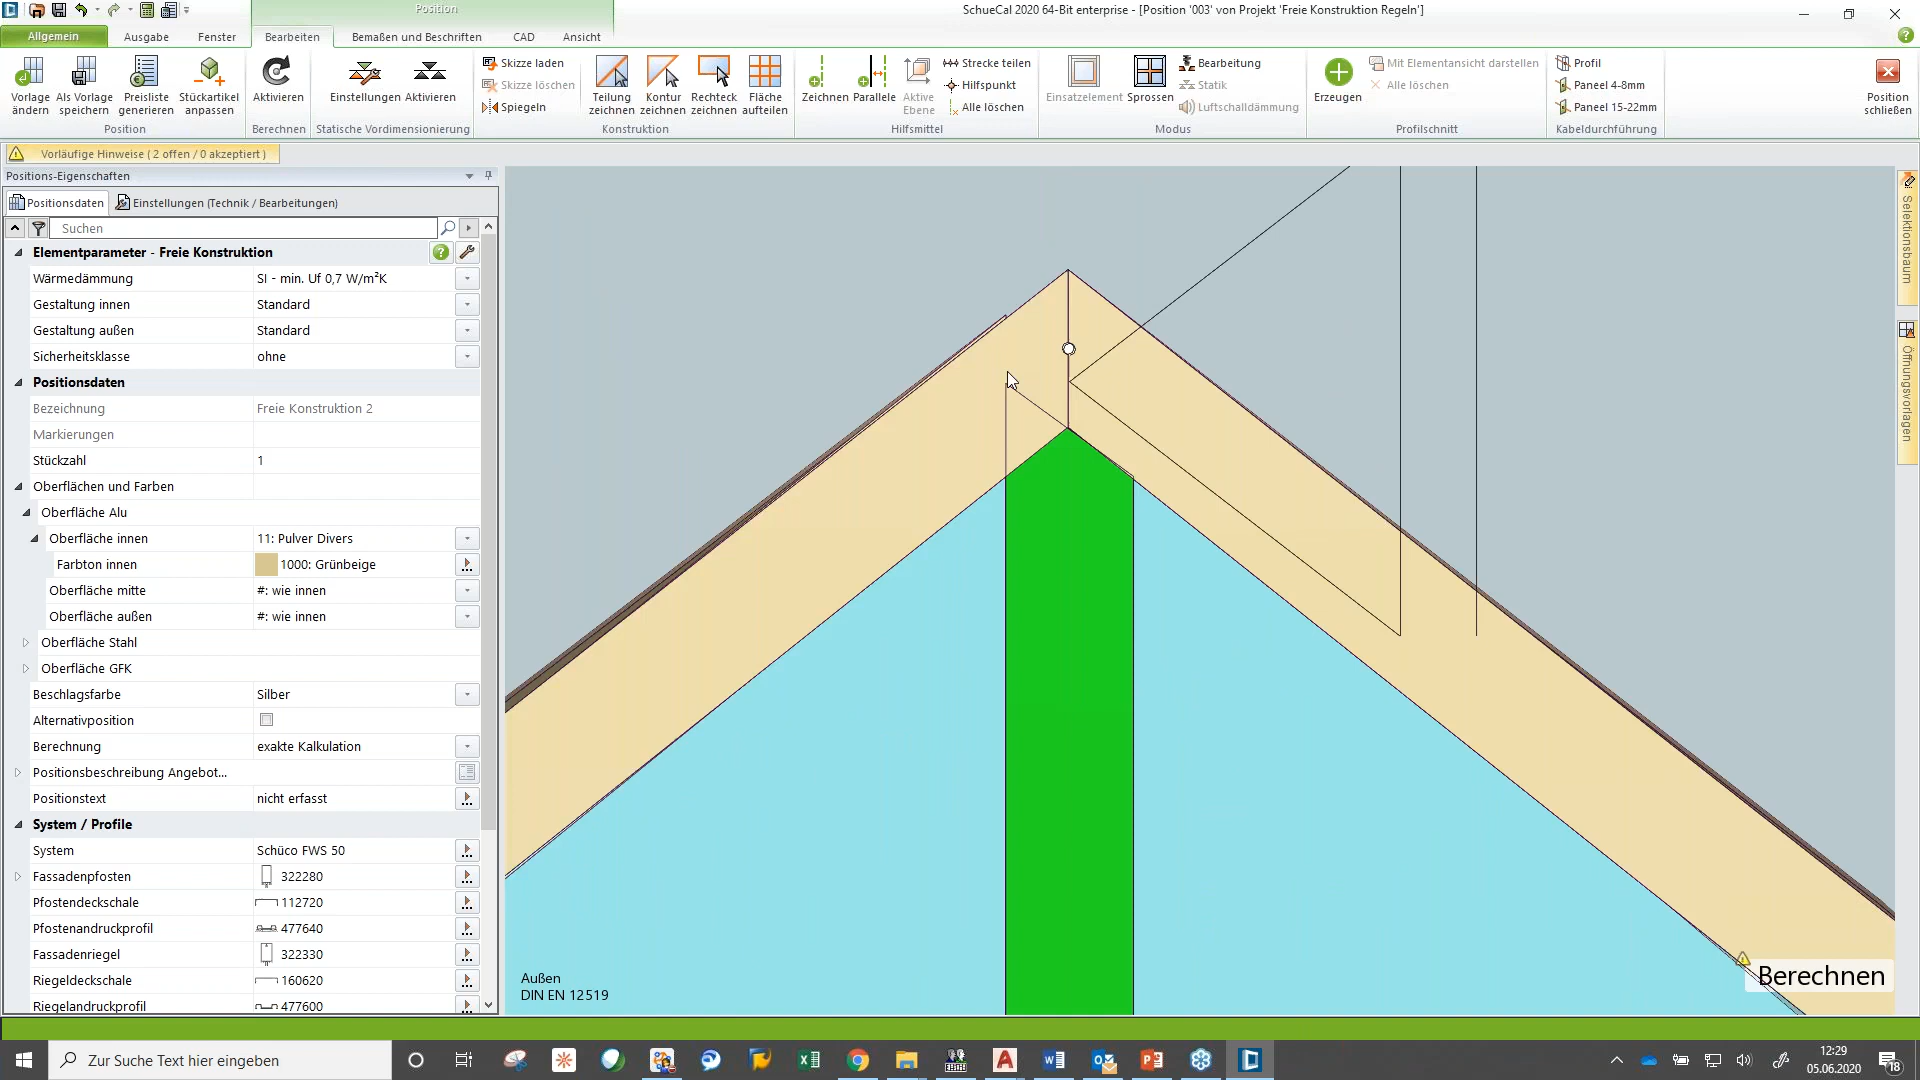 Position
SchueCal 2020 64-Bit enterprise - [Position '003' von Projekt 'Freie Konstruktion Regeln']
Allgemein
Ausgabe
Fenster
Bearbeiten
Bemaßen und Beschriften
CAD
Ansicht
Vorlage ändern
Als Vorlage speichern
Preisliste generieren
Stückartikel anpassen
Position
Aktivieren
Berechnen
Einstellungen
Aktivieren
Statische Vordimensionierung
Skizze laden
Skizze löschen
Spiegeln
Teilung zeichnen
Kontur zeichnen
Rechteck zeichnen
Fläche aufteilen
Konstruktion
Zeichnen
Parallele
Aktive Ebene
Strecke teilen
Hilfspunkt
Alle löschen
Hilfsmittel
Einsatzelement
Sprossen
Bearbeitung
Statik
Luftschalldämmung
Modus
Erzeugen
Mit Elementansicht darstellen
Alle löschen
Profilschnitt
Profil
Paneel 4-8mm
Paneel 15-22mm
Kabeldurchführung
Position schließen
Vorläufige Hinweise ( 2 offen / 0 akzeptiert )
Positions-Eigenschaften
Positionsdaten
Einstellungen (Technik / Bearbeitungen)
Suchen
Elementparameter - Freie Konstruktion
Wärmedämmung SI - min. Uf 0,7 W/m²K
Gestaltung innen Standard
Gestaltung außen Standard
Sicherheitsklasse ohne
Positionsdaten
Bezeichnung Freie Konstruktion 2
Markierungen
Stückzahl 1
Oberflächen und Farben
Oberfläche Alu
Oberfläche innen 11: Pulver Divers
Farbton innen 1000: Grünbeige
Oberfläche mitte #: wie innen
Oberfläche außen #: wie innen
Oberfläche Stahl
Oberfläche GFK
Beschlagsfarbe Silber
Alternativposition
Berechnung exakte Kalkulation
Positionsbeschreibung Angebot...
Positionstext nicht erfasst
System / Profile
System Schüco FWS 50
Fassadenpfosten 322280
Pfostendeckschale 112720
Pfostenandruckprofil 477640
Fassadenriegel 322330
Riegeldeckschale 160620
Riegelandruckprofil 477600
Außen
DIN EN 12519
Berechnen
Selektionsbaum
Öffnungsvorlagen
Zur Suche Text hier eingeben
12:29
05.06.2020
18